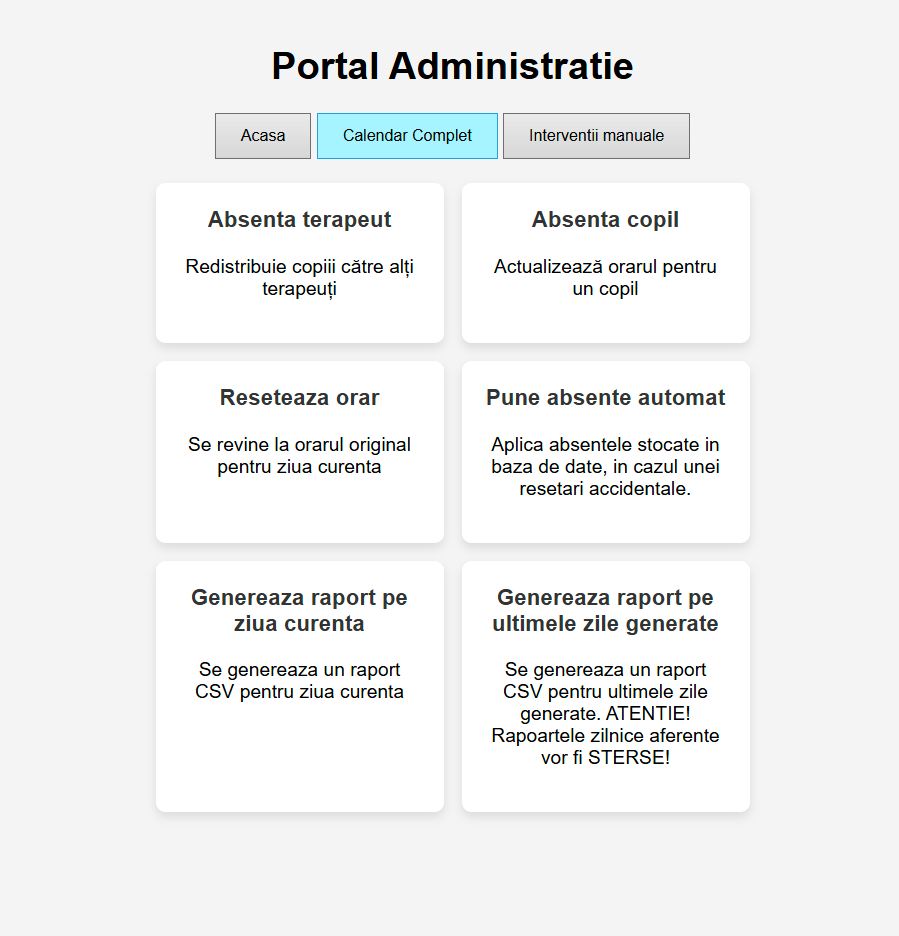 Portal Administratie
Acasa
Calendar Complet
Interventii manuale
Absenta terapeut
Redistribuie copiii către alți
terapeuți
Absenta copil
Actualizează orarul pentru
un copil
Reseteaza orar
Se revine la orarul original
pentru ziua curenta
Pune absente automat
Aplica absentele stocate in
baza de date, in cazul unei
resetari accidentale.
Genereaza raport pe
ziua curenta
Se genereaza un raport
CSV pentru ziua curenta
Genereaza raport pe
ultimele zile generate
Se genereaza un raport
CSV pentru ultimele zile
generate. ATENTIE!
Rapoartele zilnice aferente
vor fi STERSE!